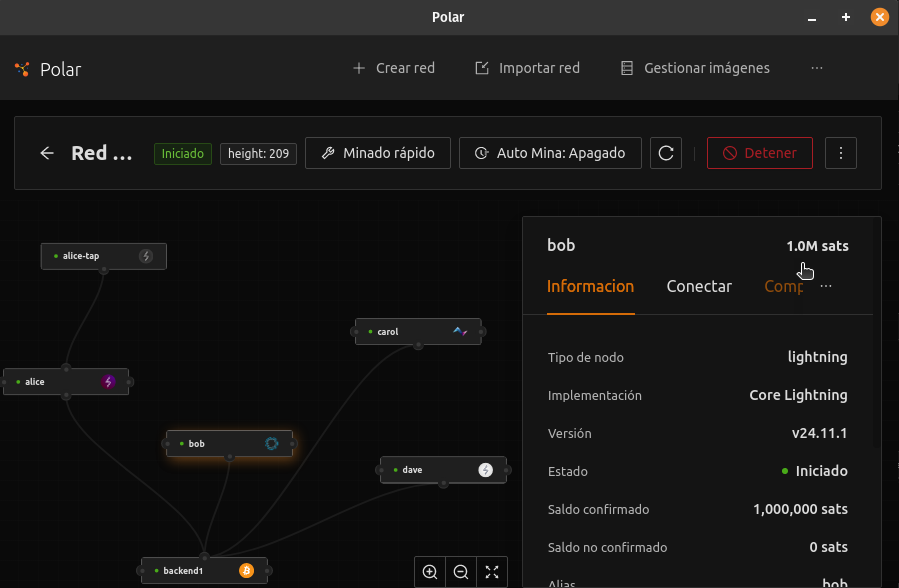 Polar
Polar
Crear red
Importar red
Gestionar imágenes
...
Red ...
Iniciado
height: 209
Minado rápido
Auto Mina: Apagado
Detener
alice-tap
carol
alice
bob
dave
backend1
bob
1.0M sats
Informacion
Conectar
Comp
...
Tipo de nodo
lightning
Implementación
Core Lightning
Versión
v24.11.1
Estado
Iniciado
Saldo confirmado
1,000,000 sats
Saldo no confirmado
0 sats
Alias
bob